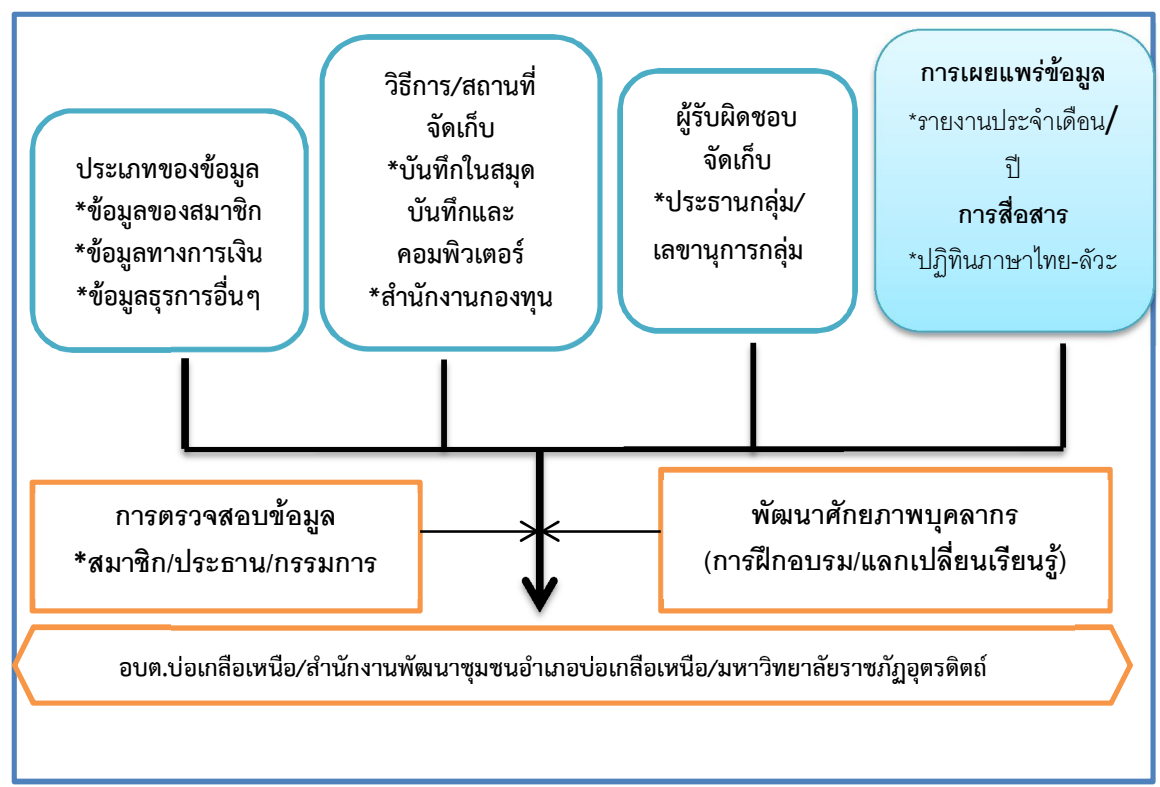 ประเภทของข้อมูล
*ข้อมูลของสมาชิก
*ข้อมูลทางการเงิน
*ข้อมูลธุรการอื่นๆ
วิธีการ/สถานที่
จัดเก็บ
*บันทึกในสมุด
บันทึกและ
คอมพิวเตอร์
*สำนักงานกองทุน
ผู้รับผิดชอบ
จัดเก็บ
*ประธานกลุ่ม/
เลขานุการกลุ่ม
การเผยแพร่ข้อมูล
*รายงานประจำเดือน/
ปี
การสื่อสาร
*ปฏิทินภาษาไทย-ลัวะ
การตรวจสอบข้อมูล
*สมาชิก/ประธาน/กรรมการ
พัฒนาศักยภาพบุคลากร
(การฝึกอบรม/แลกเปลี่ยนเรียนรู้)
อบต.บ่อเกลือเหนือ/สำนักงานพัฒนาชุมชนอำเภอบ่อเกลือเหนือ/มหาวิทยาลัยราชภัฏอุตรดิตถ์